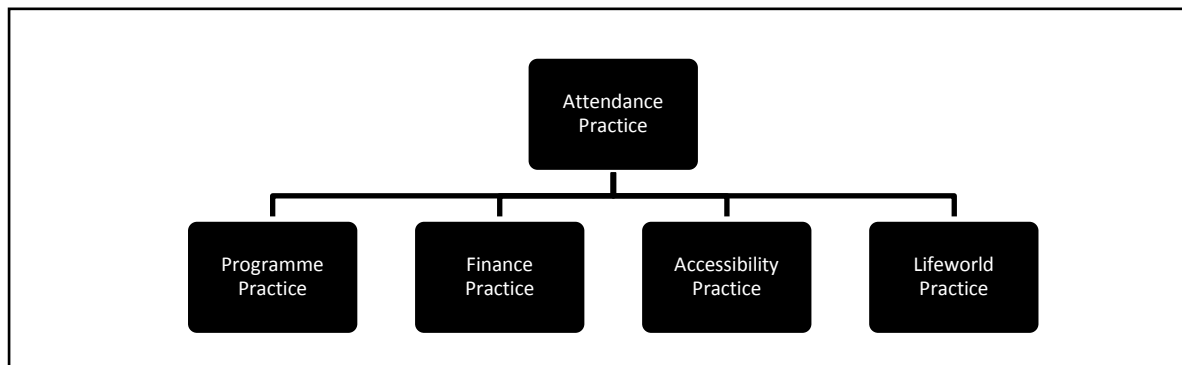 Attendance
Practice
Programme
Practice
Finance
Practice
Accessibility
Practice
Lifeworld
Practice